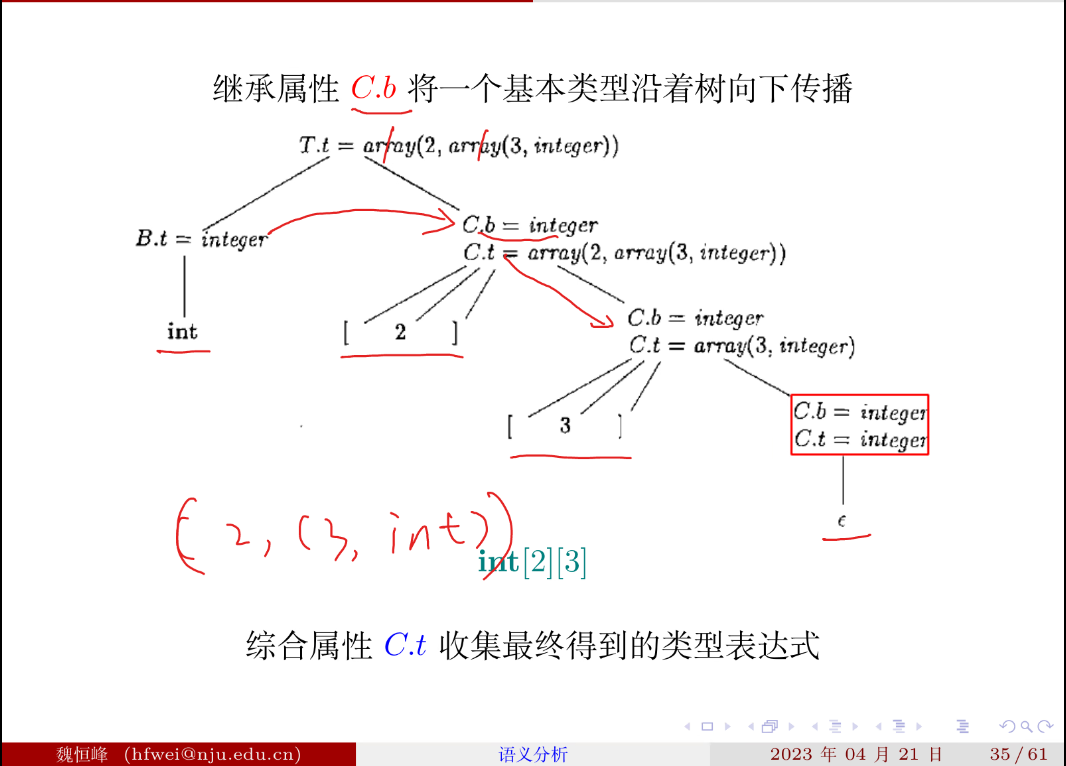 继承属性 C.b 将一个基本类型沿着树向下传播
T.t = array(2, array(3, integer))
B.t = integer
C.b = integer
C.t = array(2, array(3, integer))
int
[ 2 ]
C.b = integer
C.t = array(3, integer)
[ 3 ]
C.b = integer
C.t = integer
ϵ
(2, (3, int))
int[2][3]
综合属性 C.t 收集最终得到的类型表达式
魏恒峰 (hfwei@nju.edu.cn) 语义分析 2023 年 04 月 21 日 35 / 61